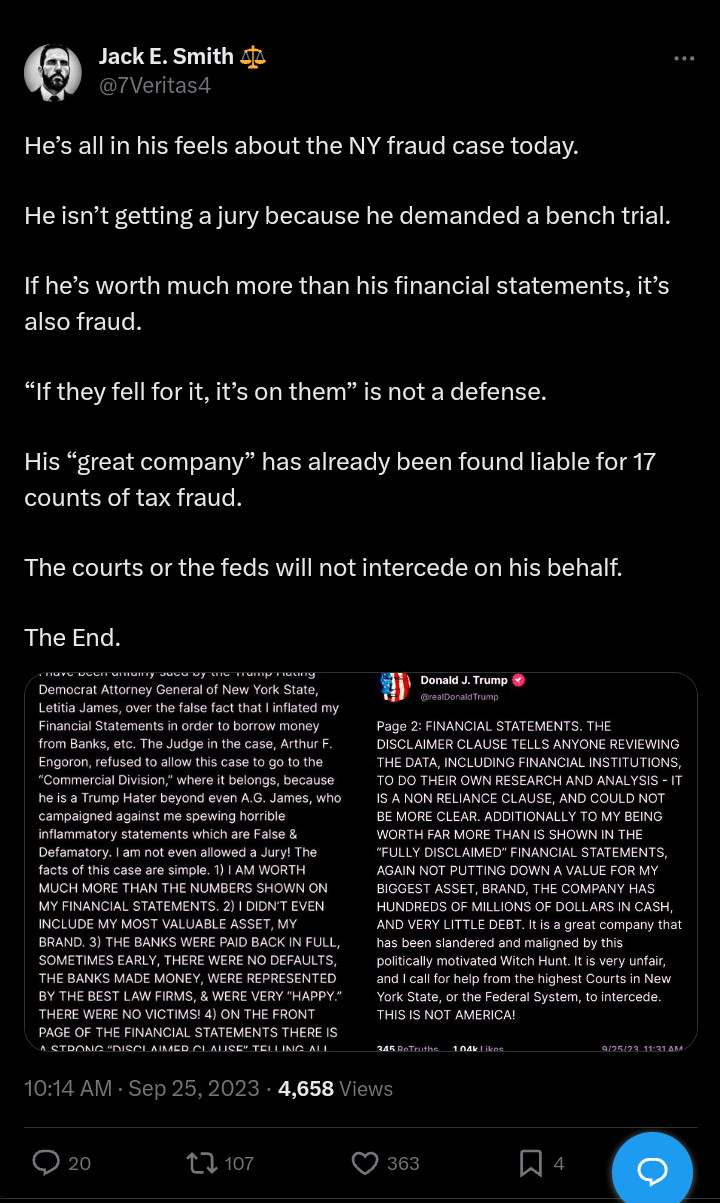 Jack E. Smith
@7Veritas4
He’s all in his feels about the NY fraud case today.
He isn’t getting a jury because he demanded a bench trial.
If he’s worth much more than his financial statements, it’s
also fraud.
“If they fell for it, it’s on them” is not a defense.
His “great company” has already been found liable for 17
counts of tax fraud.
The courts or the feds will not intercede on his behalf.
The End.
I have been unfairly sued by the Trump Hating
Democrat Attorney General of New York State,
Letitia James, over the false fact that I inflated my
Financial Statements in order to borrow money
from Banks, etc. The Judge in the case, Arthur F.
Engoron, refused to allow this case to go to the
“Commercial Division,” where it belongs, because
he is a Trump Hater beyond even A.G. James, who
campaigned against me spewing horrible
inflammatory statements which are False &
Defamatory. I am not even allowed a Jury! The
facts of this case are simple. 1) I AM WORTH
MUCH MORE THAN THE NUMBERS SHOWN ON
MY FINANCIAL STATEMENTS. 2) I DIDN’T EVEN
INCLUDE MY MOST VALUABLE ASSET, MY
BRAND. 3) THE BANKS WERE PAID BACK IN FULL,
SOMETIMES EARLY, THERE WERE NO DEFAULTS,
THE BANKS MADE MONEY, WERE REPRESENTED
BY THE BEST LAW FIRMS, & WERE VERY “HAPPY.”
THERE WERE NO VICTIMS! 4) ON THE FRONT
PAGE OF THE FINANCIAL STATEMENTS THERE IS
A STRONG “DISCLAIMER CLAUSE” TELLING ALL
Donald J. Trump
@realDonaldTrump
Page 2: FINANCIAL STATEMENTS. THE
DISCLAIMER CLAUSE TELLS ANYONE REVIEWING
THE DATA, INCLUDING FINANCIAL INSTITUTIONS,
TO DO THEIR OWN RESEARCH AND ANALYSIS - IT
IS A NON RELIANCE CLAUSE, AND COULD NOT
BE MORE CLEAR. ADDITIONALLY TO MY BEING
WORTH FAR MORE THAN IS SHOWN IN THE
“FULLY DISCLAIMED” FINANCIAL STATEMENTS,
AGAIN NOT PUTTING DOWN A VALUE FOR MY
BIGGEST ASSET, BRAND, THE COMPANY HAS
HUNDREDS OF MILLIONS OF DOLLARS IN CASH,
AND VERY LITTLE DEBT. It is a great company that
has been slandered and maligned by this
politically motivated Witch Hunt. It is very unfair,
and I call for help from the highest Courts in New
York State, or the Federal System, to intercede.
THIS IS NOT AMERICA!
345 ReTruths 1.04k Likes 9/25/23, 11:31 AM
10:14 AM · Sep 25, 2023 · 4,658 Views
20 107 363 4